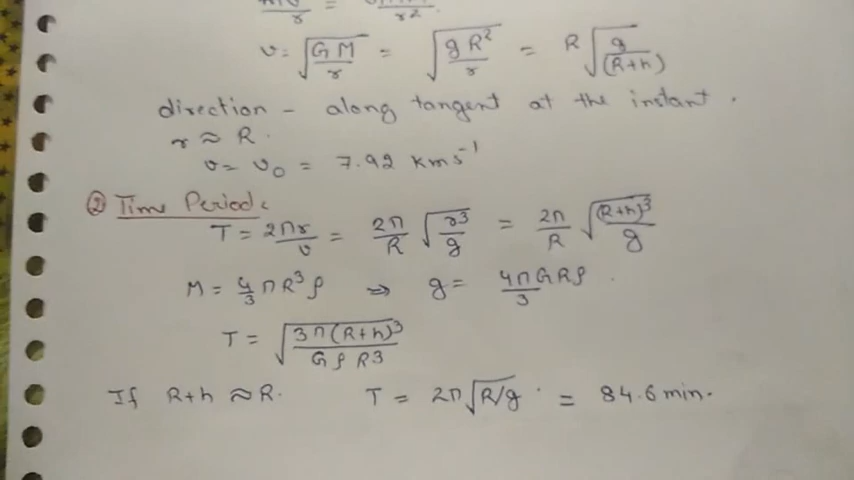 v = √(GM/r) = √(gR²/r) = R √(g/(R+h))
direction - along tangent at the instant.
r ≈ R.
v = v₀ = 7.92 Kms⁻¹
② Time Period:
T = 2πr/v = 2π/R √(r³/g) = 2π/R √((R+h)³/g)
M = 4/3 πR³ρ ⇒ g = 4πGRρ/3
T = √(3π(R+h)³/GρR³)
If R+h ≈ R. T = 2π√(R/g) = 84.6 min.